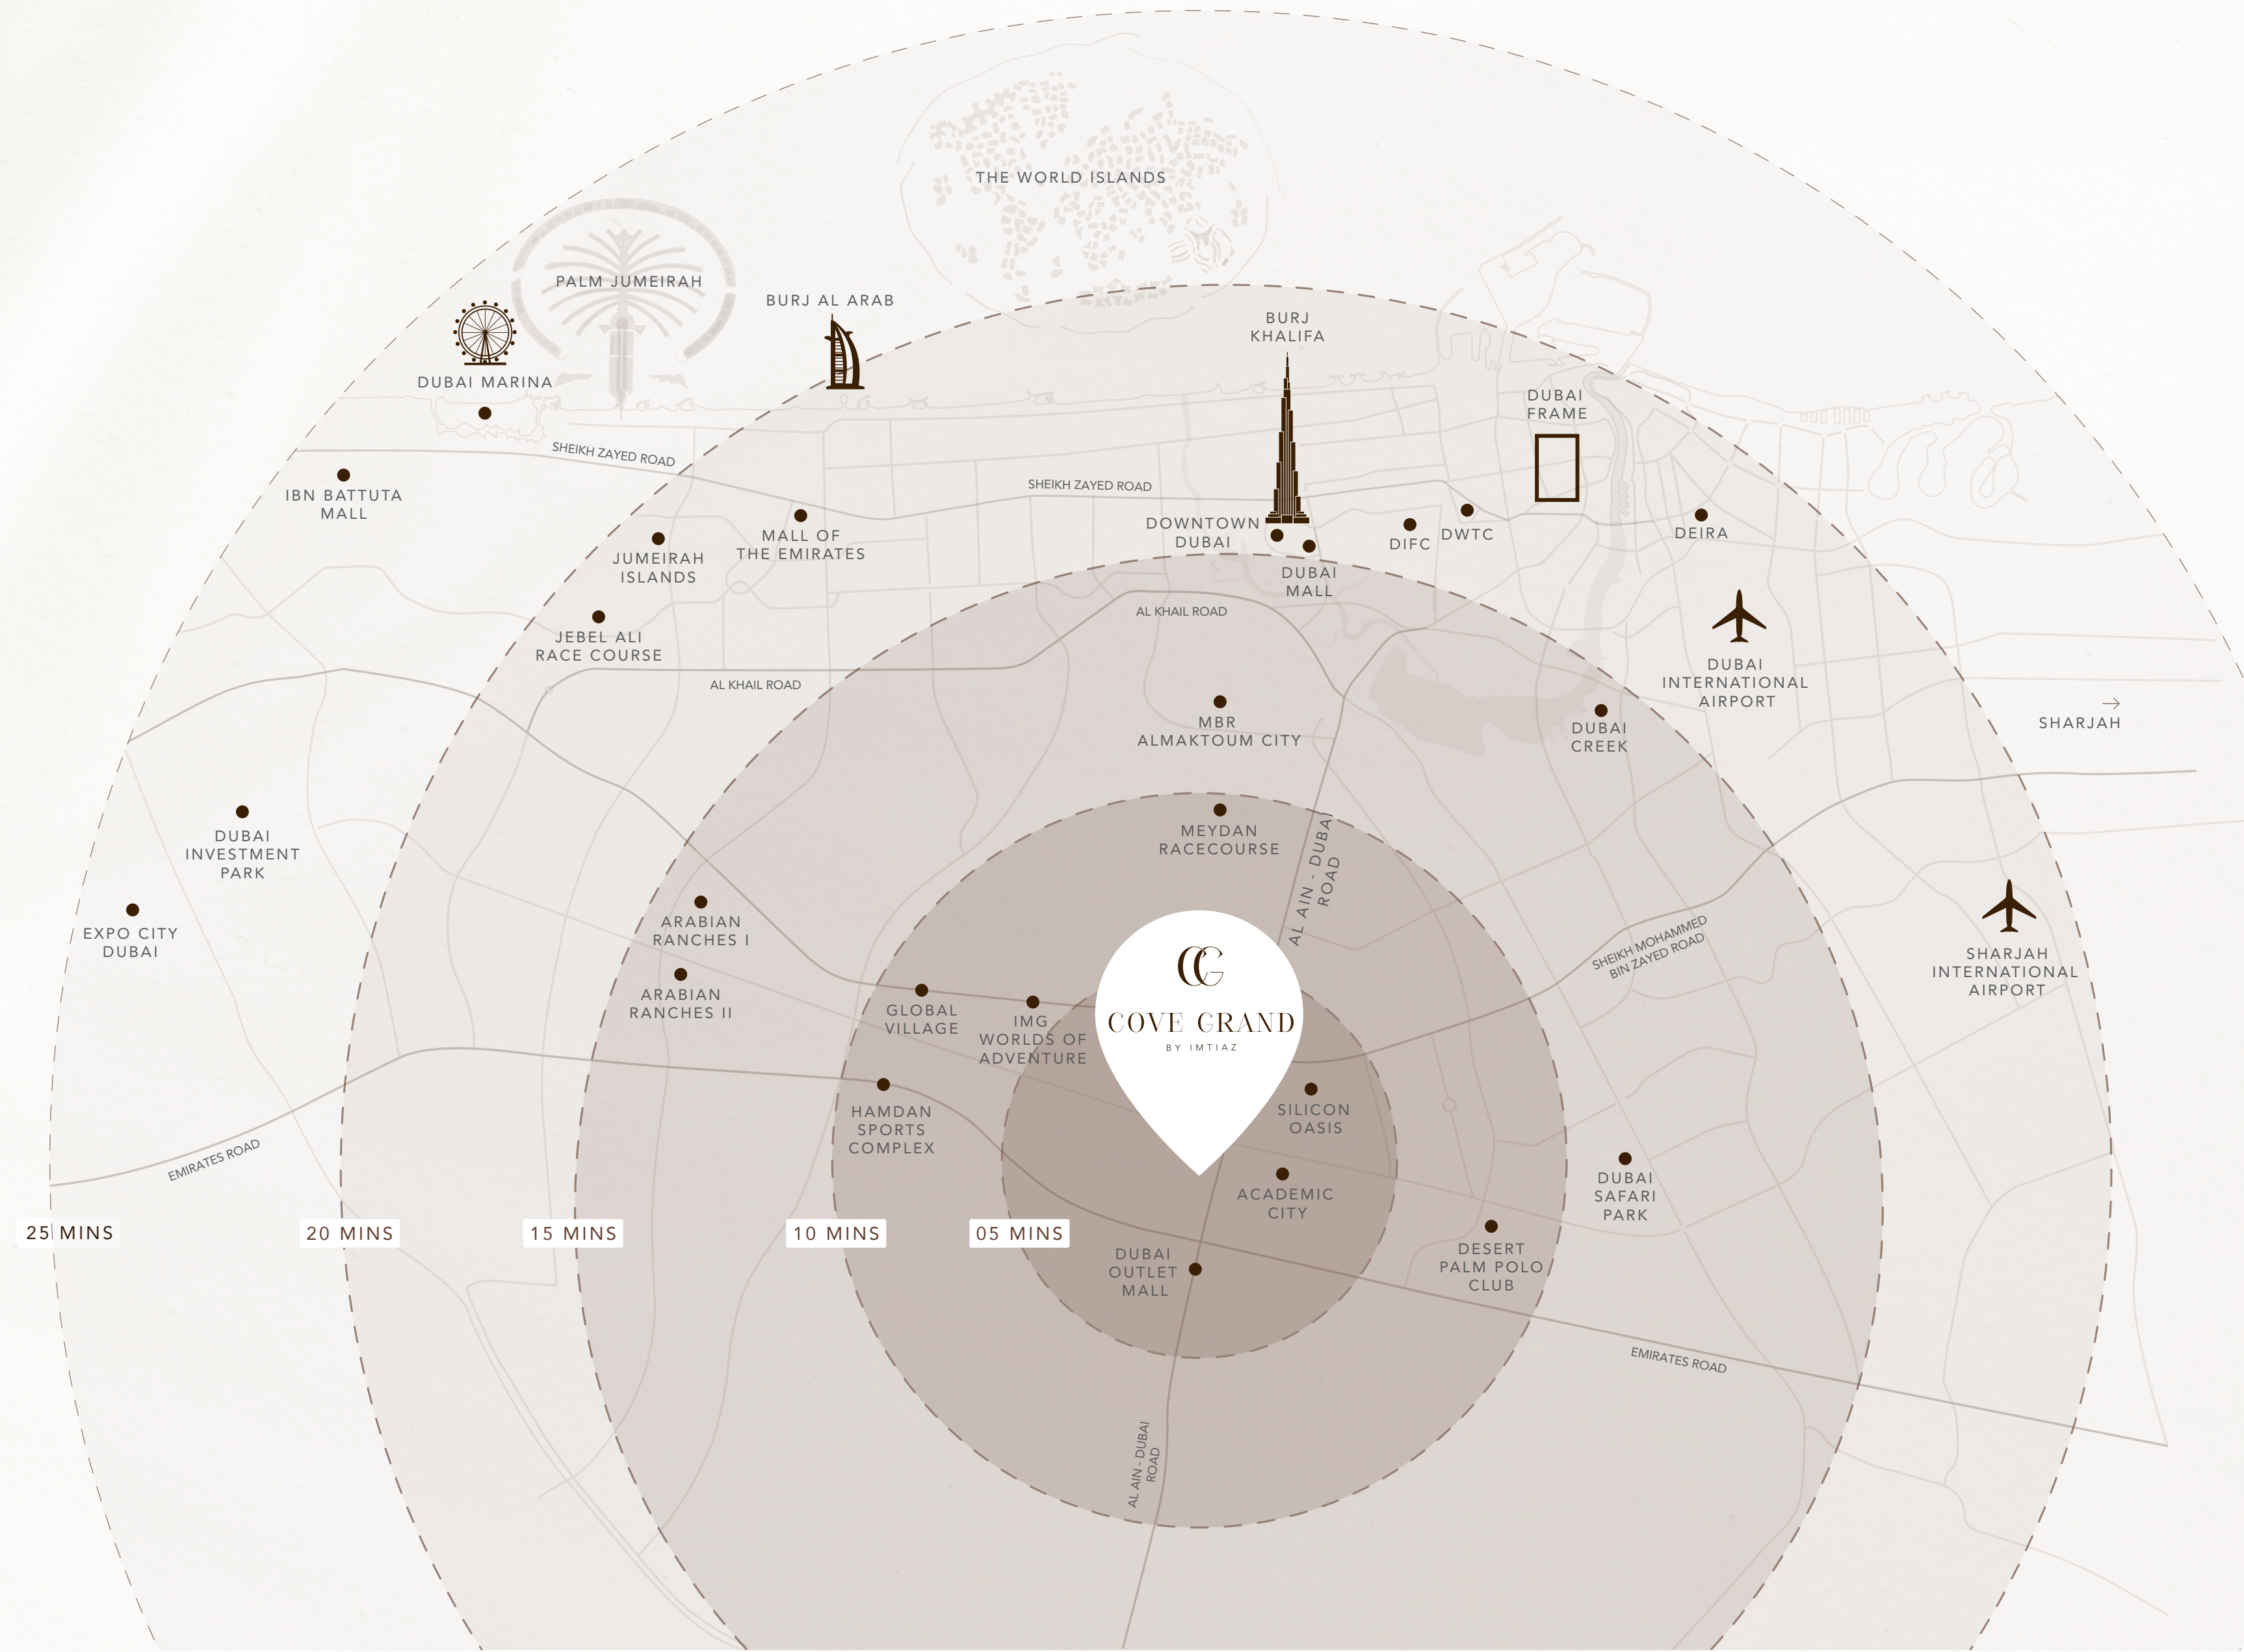 THE WORLD ISLANDS
PALM JUMEIRAH
BURJ AL ARAB
BURJ
KHALIFA
DUBAI MARINA
DUBAI
FRAME
SHEIKH ZAYED ROAD
SHEIKH ZAYED ROAD
IBN BATTUTA
MALL
DOWNTOWN
DUBAI
MALL OF
THE EMIRATES
DIFC
DWTC
DEIRA
JUMEIRAH
ISLANDS
DUBAI
MALL
AL KHAIL ROAD
JEBEL ALI
RACE COURSE
AL KHAIL ROAD
DUBAI
INTERNATIONAL
AIRPORT
MBR
ALMAKTOUM CITY
DUBAI
CREEK
→
SHARJAH
DUBAI
INVESTMENT
PARK
MEYDAN
RACECOURSE
AL AIN - DUBAI
ROAD
EXPO CITY
DUBAI
ARABIAN
RANCHES I
SHEIKH MOHAMMED
BIN ZAYED ROAD
SHARJAH
INTERNATIONAL
AIRPORT
ARABIAN
RANCHES II
GLOBAL
VILLAGE
IMG
WORLDS OF
ADVENTURE
CG
COVE GRAND
BY IMTIAZ
HAMDAN
SPORTS
COMPLEX
SILICON
OASIS
EMIRATES ROAD
ACADEMIC
CITY
DUBAI
SAFARI
PARK
25 MINS
20 MINS
15 MINS
10 MINS
05 MINS
DUBAI
OUTLET
MALL
DESERT
PALM POLO
CLUB
EMIRATES ROAD
AL AIN - DUBAI
ROAD